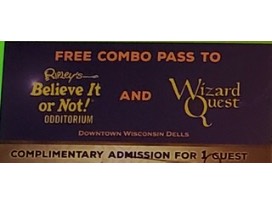 FREE COMBO PASS TO
Ripley's
Believe It
or Not!®
ODDITORIUM
AND
Wizard
Quest
DOWNTOWN WISCONSIN DELLS
COMPLIMENTARY ADMISSION FOR 1 GUEST